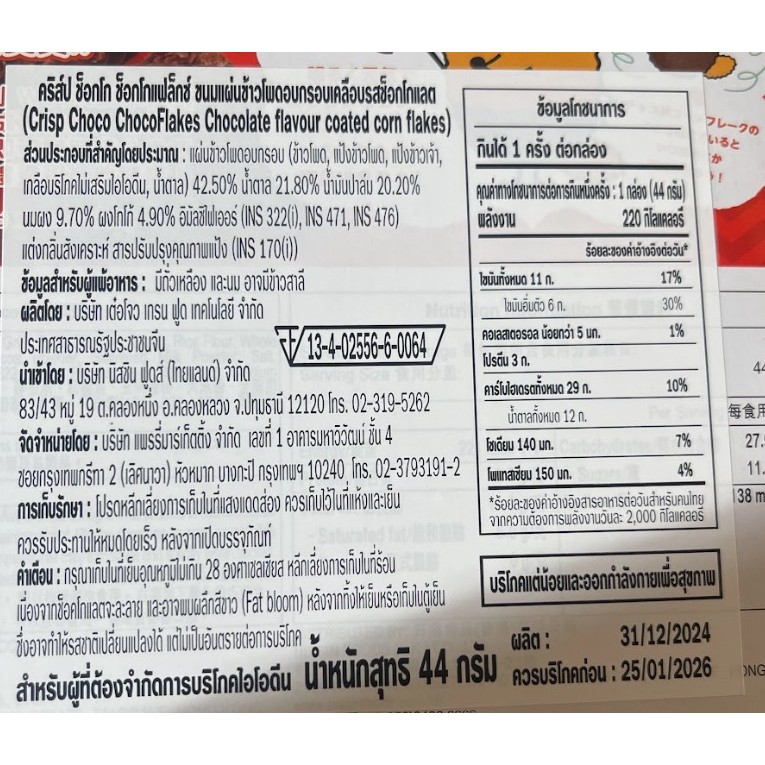 คริสป์ ช็อกโก ช็อกโกแฟล็กซ์ ขนมแผ่นข้าวโพดอบกรอบเคลือบรสช็อกโกแลต
(Crisp Choco ChocoFlakes Chocolate flavour coated corn flakes)
ส่วนประกอบที่สำคัญโดยประมาณ : แผ่นข้าวโพดอบกรอบ (ข้าวโพด, แป้งข้าวโพด, แป้งข้าวเจ้า,
เกลือบริโภคไม่เสริมไอโอดีน, น้ำตาล) 42.50% น้ำตาล 21.80% น้ำมันปาล์ม 20.20%
นมผง 9.70% ผงโกโก้ 4.90% อิมัลซิไฟเออร์ (INS 322(i), INS 471, INS 476)
แต่งกลิ่นสังเคราะห์ สารปรับปรุงคุณภาพแป้ง (INS 170(i))
ข้อมูลสำหรับผู้แพ้อาหาร : มีถั่วเหลือง และนม อาจมีข้าวสาลี
ผลิตโดย : บริษัท เต๋อโจว เกรน ฟูด เทคโนโลยี จำกัด
ประเทศสาธารณรัฐประชาชนจีน
13-4-02556-6-0064
นำเข้าโดย : บริษัท นิสชิน ฟูดส์ (ไทยแลนด์) จำกัด
83/43 หมู่ 19 ต.คลองหนึ่ง อ.คลองหลวง จ.ปทุมธานี 12120 โทร. 02-319-5262
จัดจำหน่ายโดย : บริษัท แพรรี่มาร์เก็ตติ้ง จำกัด เลขที่ 1 อาคารมหาวิวัฒน์ ชั้น 4
ซอยกรุงเทพกรีฑา 2 (เลิศนุวา) หัวหมาก บางกะปิ กรุงเทพฯ 10240 โทร. 02-3793191-2
การเก็บรักษา : โปรดหลีกเลี่ยงการเก็บในที่แสงแดดส่อง ควรเก็บไว้ในที่แห้งและเย็น
ควรรับประทานให้หมดโดยเร็ว หลังจากเปิดบรรจุภัณฑ์
คำเตือน : กรุณาเก็บในที่เย็นอุณหภูมิไม่เกิน 28 องศาเซลเซียส หลีกเลี่ยงการเก็บในที่ร้อน
เนื่องจากช็อคโกแลตจะละลาย และอาจพบผลึกสีขาว (Fat bloom) หลังจากทิ้งให้เย็นหรือเก็บในตู้เย็น
ซึ่งอาจทำให้รสชาติเปลี่ยนแปลงได้ แต่ไม่เป็นอันตรายต่อการบริโภค
สำหรับผู้ที่ต้องจำกัดการบริโภคไอโอดีน น้ำหนักสุทธิ 44 กรัม
ข้อมูลโภชนาการ
กินได้ 1 ครั้ง ต่อกล่อง
คุณค่าทางโภชนาการต่อการกินหนึ่งครั้ง : 1 กล่อง (44 กรัม)
พลังงาน 220 กิโลแคลอรี
ร้อยละของค่าอ้างอิงต่อวัน*
ไขมันทั้งหมด 11 ก. 17%
ไขมันอิ่มตัว 6 ก. 30%
คอเลสเตอรอล น้อยกว่า 5 มก. 1%
โปรตีน 3 ก.
คาร์โบไฮเดรตทั้งหมด 29 ก. 10%
น้ำตาลทั้งหมด 12 ก.
โซเดียม 140 มก. 7%
โพแทสเซียม 150 มก. 4%
*ร้อยละของค่าอ้างอิงสารอาหารต่อวันสำหรับคนไทย
จากความต้องการพลังงานวันละ 2,000 กิโลแคลอรี
บริโภคแต่น้อยและออกกำลังกายเพื่อสุขภาพ
ผลิต : 31/12/2024
ควรบริโภคก่อน : 25/01/2026
フレークの
いると
が
！
44
每食用
27.
11.
138 m